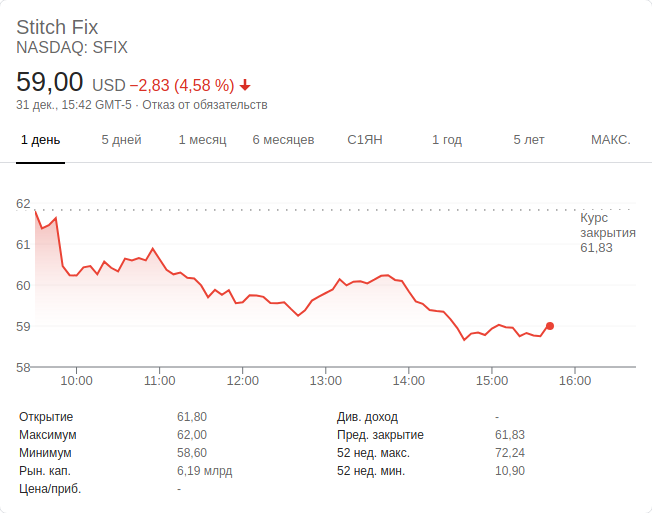 Stitch Fix
NASDAQ: SFIX
59,00 USD −2,83 (4,58 %)
31 дек., 15:42 GMT-5 · Отказ от обязательств
1 день 5 дней 1 месяц 6 месяцев С1ЯН 1 год 5 лет МАКС.
62
Курс
закрытия
61,83
61
60
59
58
10:00 11:00 12:00 13:00 14:00 15:00 16:00
Открытие 61,80 Див. доход -
Максимум 62,00 Пред. закрытие 61,83
Минимум 58,60 52 нед. макс. 72,24
Рын. кап. 6,19 млрд 52 нед. мин. 10,90
Цена/приб. -